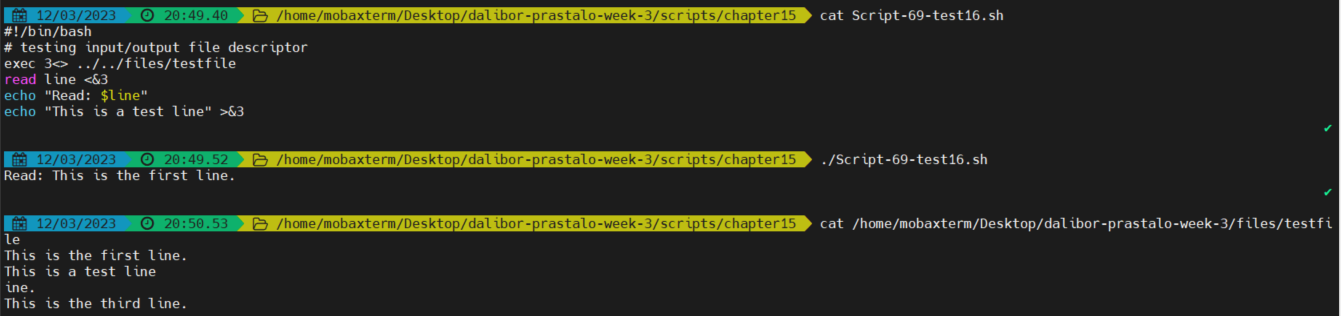 12/03/2023 20:49.40 /home/mobaxterm/Desktop/dalibor-prastalo-week-3/scripts/chapter15 cat Script-69-test16.sh
#!/bin/bash
# testing input/output file descriptor
exec 3<> ../../files/testfile
read line <&3
echo "Read: $line"
echo "This is a test line" >&3
✔
12/03/2023 20:49.52 /home/mobaxterm/Desktop/dalibor-prastalo-week-3/scripts/chapter15 ./Script-69-test16.sh
Read: This is the first line.
✔
12/03/2023 20:50.53 /home/mobaxterm/Desktop/dalibor-prastalo-week-3/scripts/chapter15 cat /home/mobaxterm/Desktop/dalibor-prastalo-week-3/files/testfi
le
This is the first line.
This is a test line
ine.
This is the third line.